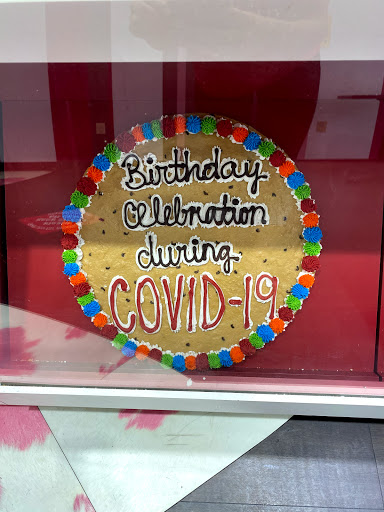 Birthday
Celebration
during
COVID-19